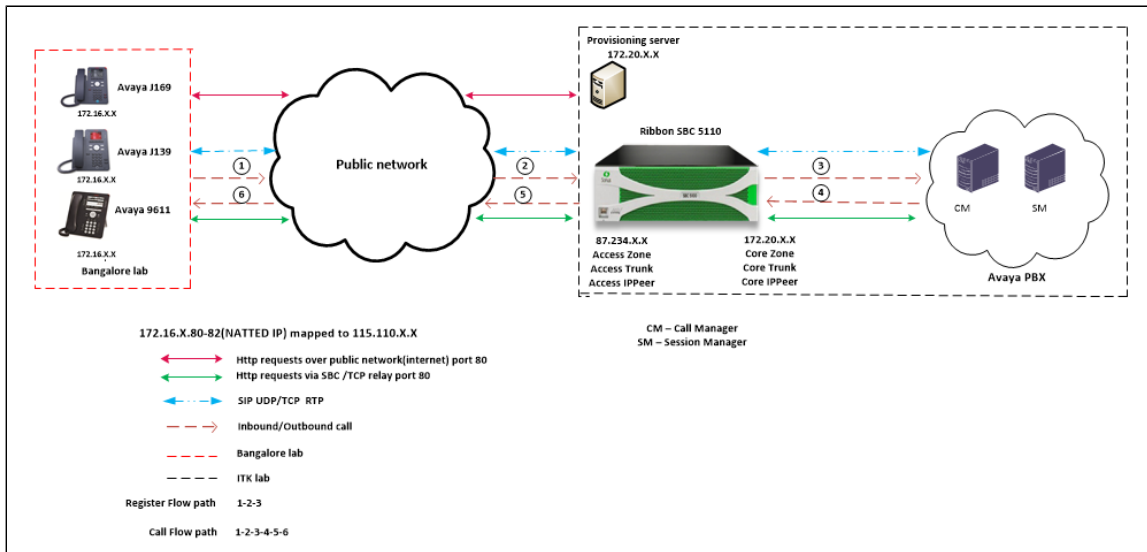 Provisioning server
172.20.X.X
Avaya J169
172.16.X.X
Ribbon SBC 5110
Avaya J139
172.16.X.X
Public network
1
2
3
6
5
4
Avaya 9611
172.16.X.X
Bangalore lab
CM
SM
87.234.X.X
Access Zone
Access Trunk
Access IPPeer
172.20.X.X
Core Zone
Core Trunk
Core IPPeer
Avaya PBX
172.16.X.80-82(NATTED IP) mapped to 115.110.X.X
CM – Call Manager
SM – Session Manager
Http requests over public network(internet) port 80
Http requests via SBC /TCP relay port 80
SIP UDP/TCP RTP
Inbound/Outbound call
Bangalore lab
ITK lab
Register Flow path 1-2-3
Call Flow path 1-2-3-4-5-6